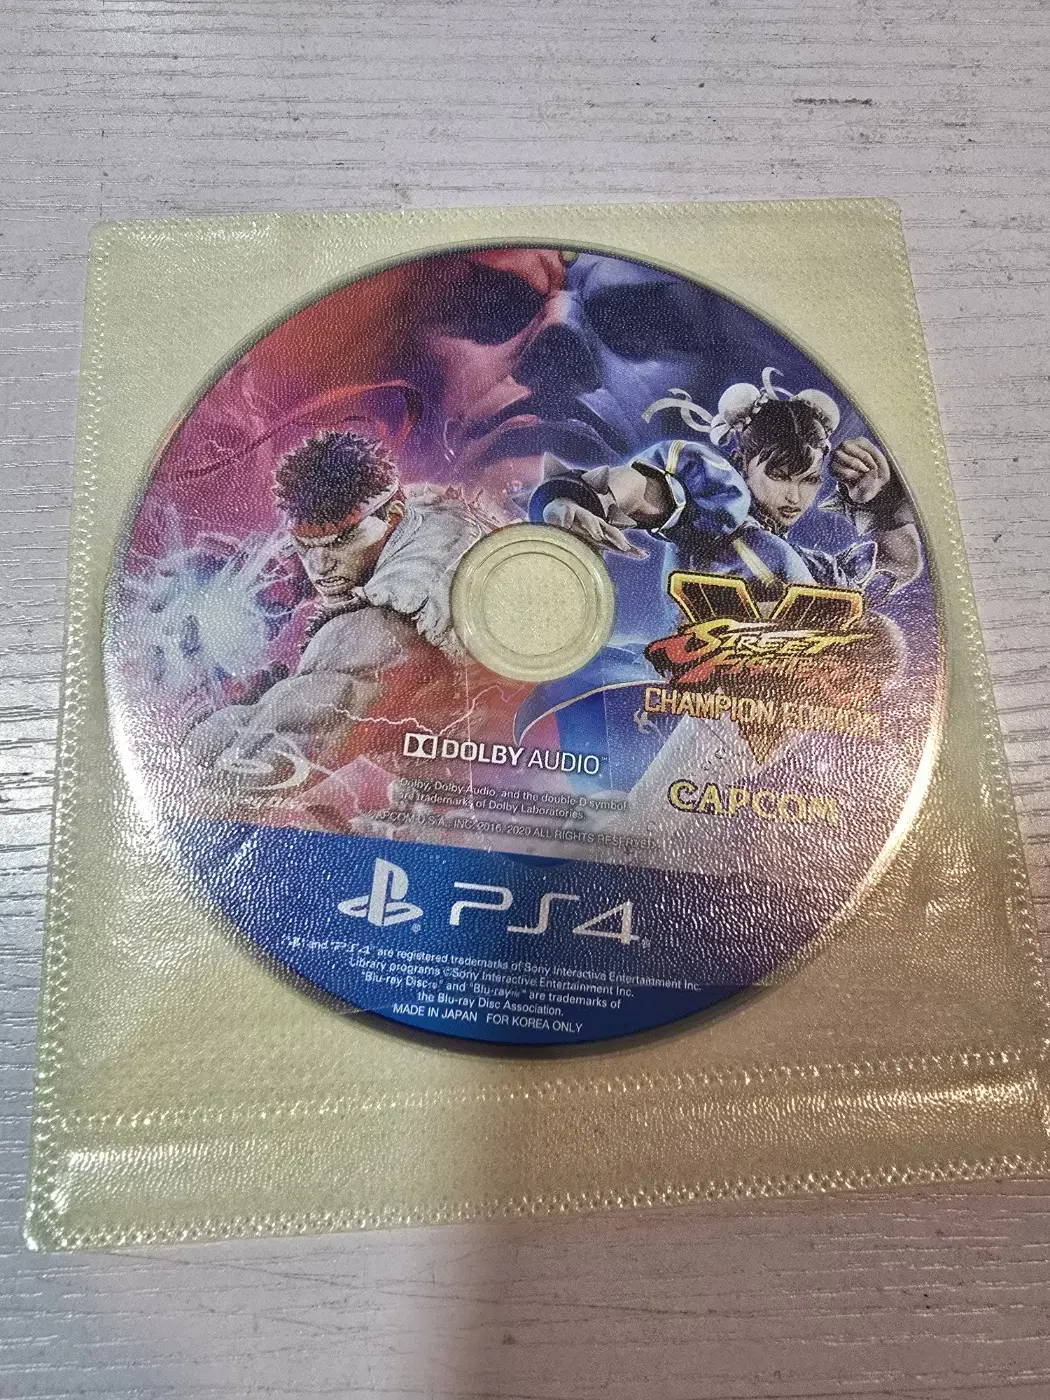 V
STREET
FIGHTER
CHAMPION EDITION
DOLBY AUDIO™
CAPCOM
Dolby, Dolby Audio, and the double-D symbol
are trademarks of Dolby Laboratories.
CAPCOM U.S.A., INC. 2016, 2020 ALL RIGHTS RESERVED.
PS4
and "PS4" are registered trademarks of Sony Interactive Entertainment Inc.
Library programs ©Sony Interactive Entertainment Inc.
"Blu-ray Disc™" and "Blu-ray™" are trademarks of
the Blu-ray Disc Association.
MADE IN JAPAN FOR KOREA ONLY